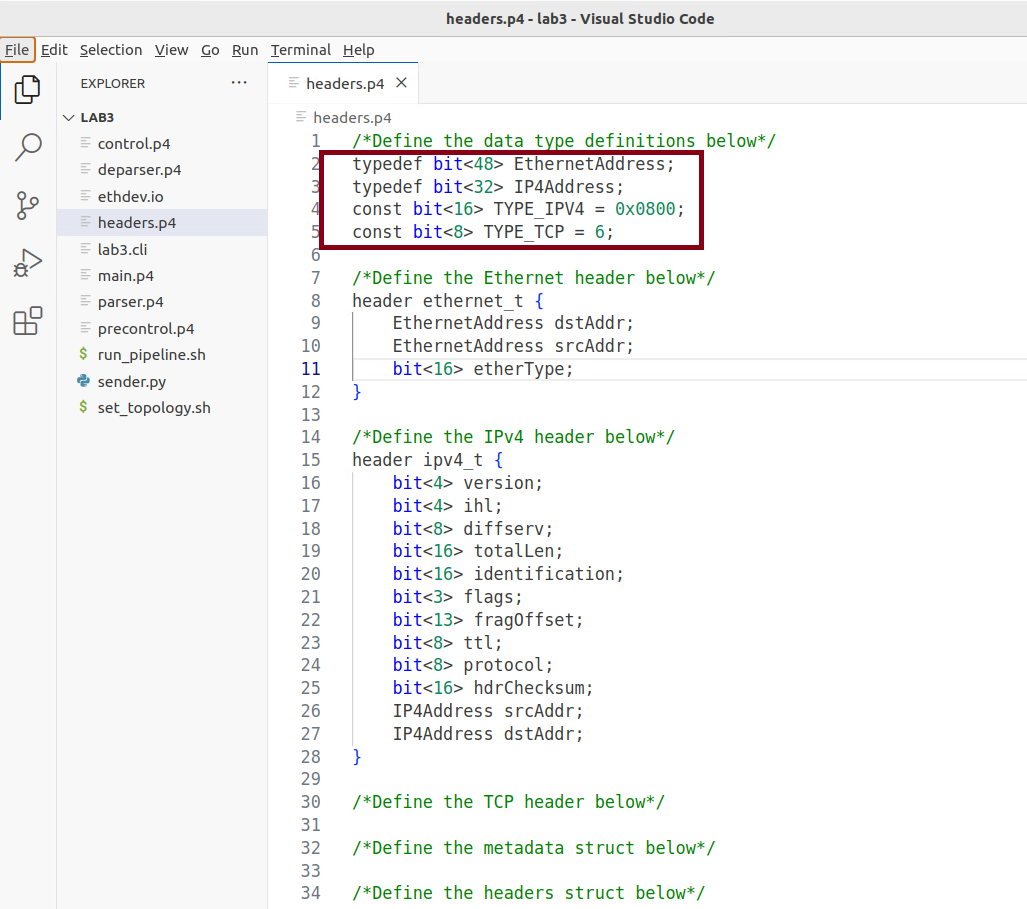 headers.p4 - lab3 - Visual Studio Code
File Edit Selection View Go Run Terminal Help
EXPLORER ···
LAB3
control.p4
deparser.p4
ethdev.io
headers.p4
lab3.cli
main.p4
parser.p4
precontrol.p4
$ run_pipeline.sh
sender.py
$ set_topology.sh
headers.p4 ×
headers.p4
1 /*Define the data type definitions below*/
2 typedef bit<48> EthernetAddress;
3 typedef bit<32> IP4Address;
4 const bit<16> TYPE_IPV4 = 0x0800;
5 const bit<8> TYPE_TCP = 6;
6
7 /*Define the Ethernet header below*/
8 header ethernet_t {
9     EthernetAddress dstAddr;
10     EthernetAddress srcAddr;
11     bit<16> etherType;
12 }
13
14 /*Define the IPv4 header below*/
15 header ipv4_t {
16     bit<4> version;
17     bit<4> ihl;
18     bit<8> diffserv;
19     bit<16> totalLen;
20     bit<16> identification;
21     bit<3> flags;
22     bit<13> fragOffset;
23     bit<8> ttl;
24     bit<8> protocol;
25     bit<16> hdrChecksum;
26     IP4Address srcAddr;
27     IP4Address dstAddr;
28 }
29
30 /*Define the TCP header below*/
31
32 /*Define the metadata struct below*/
33
34 /*Define the headers struct below*/